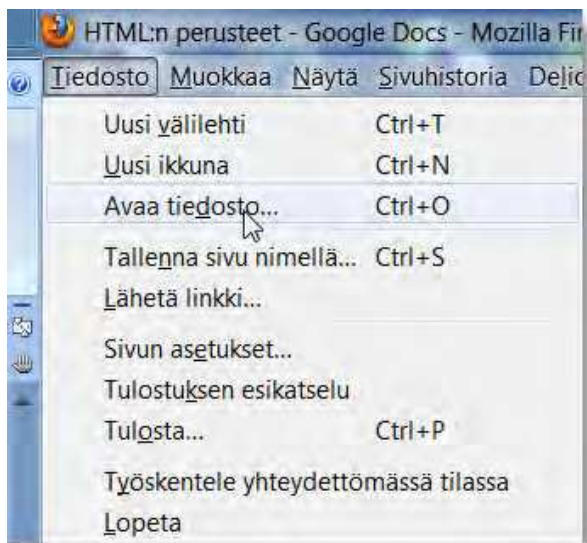 HTML:n perusteet - Google Docs - Mozilla Fir
Tiedosto Muokkaa Näytä Sivuhistoria Delic
Uusi välilehti Ctrl+T
Uusi ikkuna Ctrl+N
Avaa tiedosto... Ctrl+O
Tallenna sivu nimellä... Ctrl+S
Lähetä linkki...
Sivun asetukset...
Tulostuksen esikatselu
Tulosta... Ctrl+P
Työskentele yhteydettömässä tilassa
Lopeta